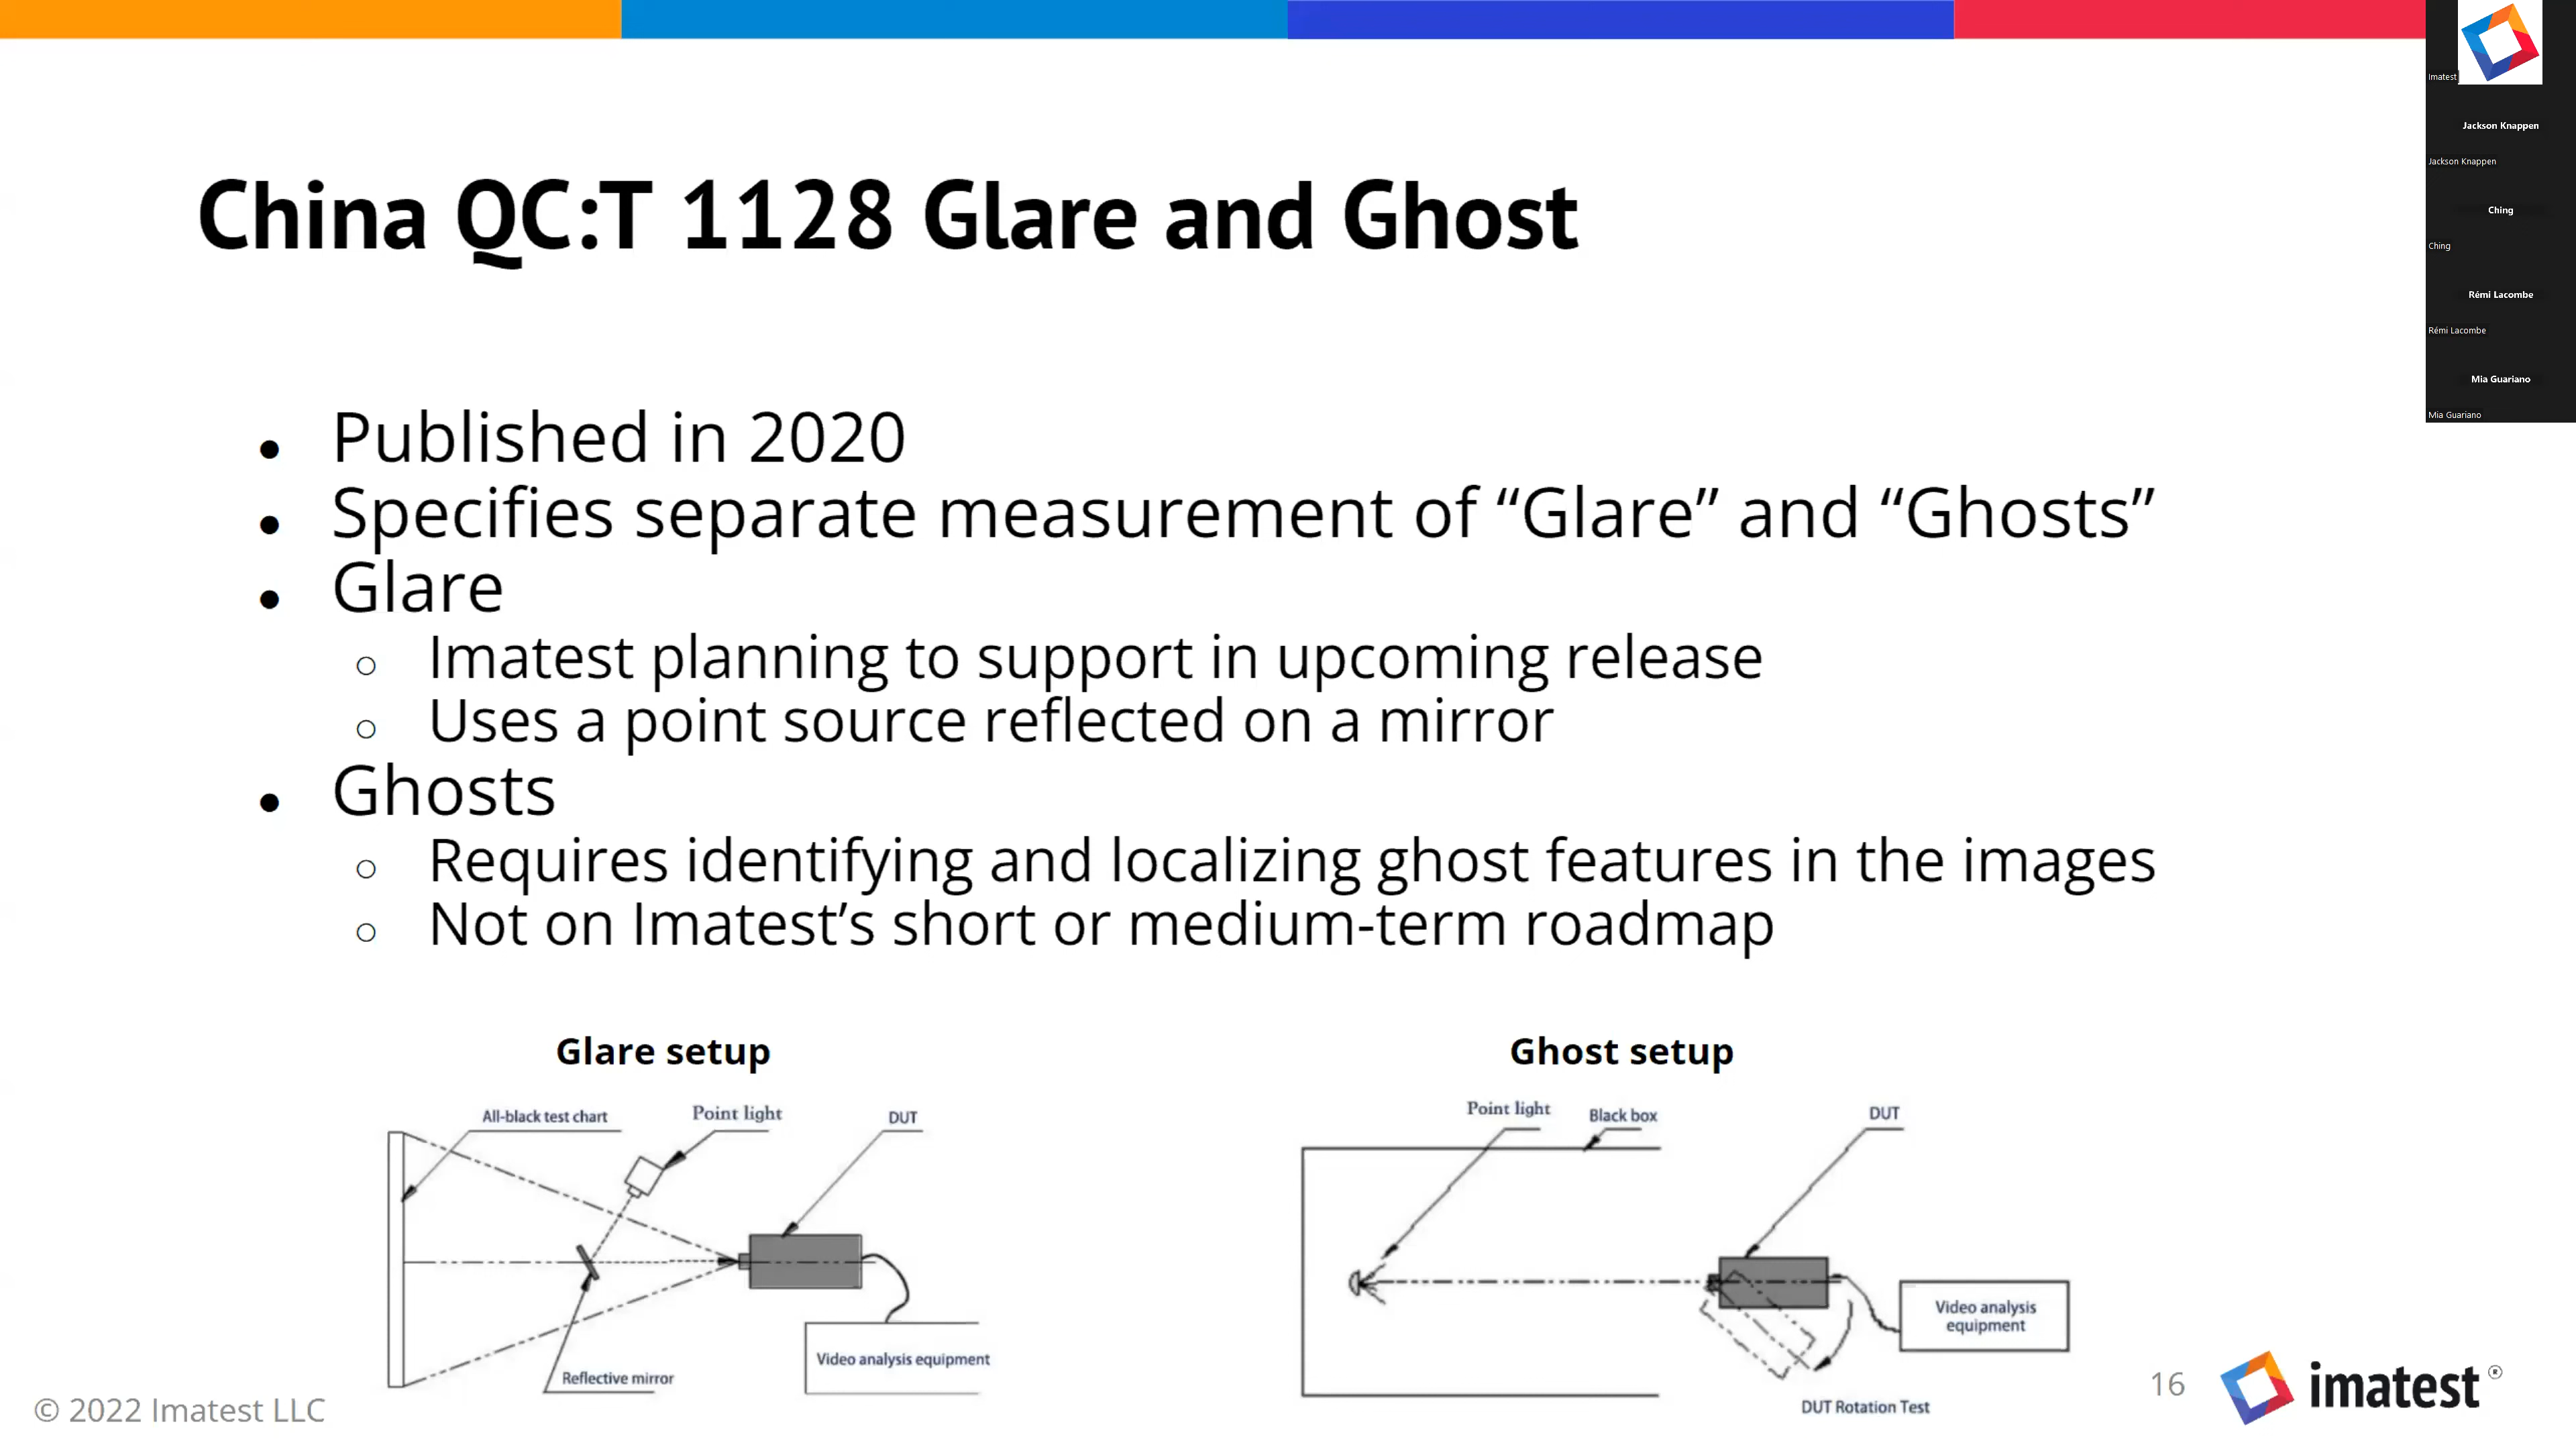 China QC:T 1128 Glare and Ghost
● Published in 2020
● Specifies separate measurement of “Glare” and “Ghosts”
● Glare
○ Imatest planning to support in upcoming release
○ Uses a point source reflected on a mirror
● Ghosts
○ Requires identifying and localizing ghost features in the images
○ Not on Imatest’s short or medium-term roadmap
Glare setup
All-black test chart
Point light
DUT
Reflective mirror
Video analysis equipment
Ghost setup
Point light
Black box
DUT
Video analysis
equipment
DUT Rotation Test
© 2022 Imatest LLC
16
imatest®
Imatest
Jackson Knappen
Jackson Knappen
Ching
Ching
Rémi Lacombe
Rémi Lacombe
Mia Guariano
Mia Guariano